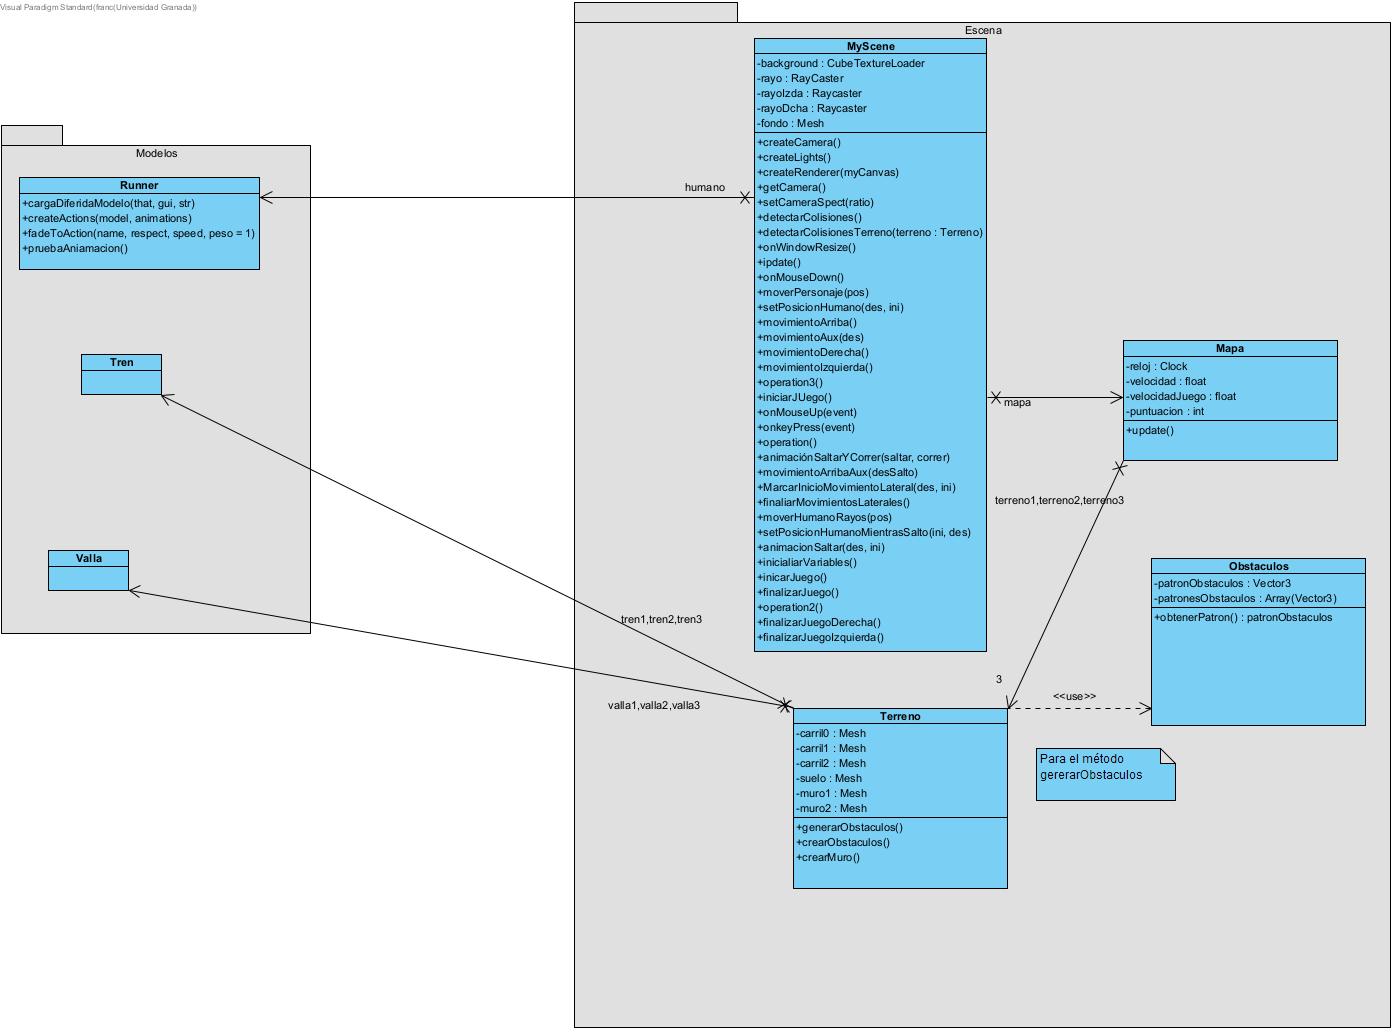 Visual Paradigm Standard(franc(Universidad Granada))
Escena
MyScene
-background : CubeTextureLoader
-rayo : RayCaster
-rayoIzda : Raycaster
-rayoDcha : Raycaster
-fondo : Mesh
+createCamera()
+createLights()
+createRenderer(myCanvas)
+getCamera()
+setCameraSpect(ratio)
+detectarColisiones()
+detectarColisionesTerreno(terreno : Terreno)
+onWindowResize()
+ipdate()
+onMouseDown()
+moverPersonaje(pos)
+setPosicionHumano(des, ini)
+movimientoArriba()
+movimientoAux(des)
+movimientoDerecha()
+movimientoIzquierda()
+operation3()
+iniciarJUego()
+onMouseUp(event)
+onkeyPress(event)
+operation()
+animaciónSaltarYCorrer(saltar, correr)
+movimientoArribaAux(desSalto)
+MarcarInicioMovimientoLateral(des, ini)
+finaliarMovimientosLaterales()
+moverHumanoRayos(pos)
+setPosicionHumanoMientrasSalto(ini, des)
+animacionSaltar(des, ini)
+inicialiarVariables()
+inicarJuego()
+finalizarJuego()
+operation2()
+finalizarJuegoDerecha()
+finalizarJuegoIzquierda()
Modelos
Runner
+cargaDiferidaModelo(that, gui, str)
+createActions(model, animations)
+fadeToAction(name, respect, speed, peso = 1)
+pruebaAniamacion()
humano
Tren
Valla
mapa
Mapa
-reloj : Clock
-velocidad : float
-velocidadJuego : float
-puntuacion : int
+update()
terreno1,terreno2,terreno3
Obstaculos
-patronObstaculos : Vector3
-patronesObstaculos : Array(Vector3)
+obtenerPatron() : patronObstaculos
tren1,tren2,tren3
valla1,valla2,valla3
3
<<use>>
Terreno
-carril0 : Mesh
-carril1 : Mesh
-carril2 : Mesh
-suelo : Mesh
-muro1 : Mesh
-muro2 : Mesh
+generarObstaculos()
+crearObstaculos()
+crearMuro()
Para el método
gererarObstaculos